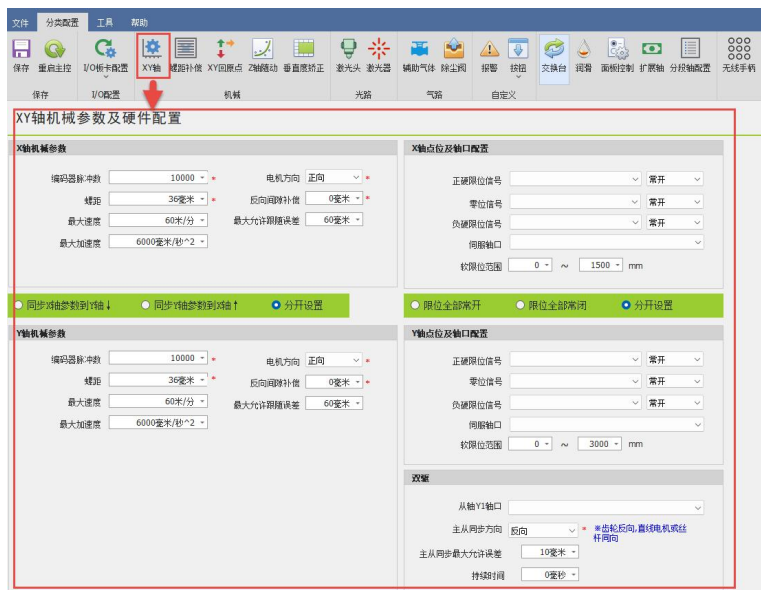 文件 分类配置 工具 帮助
保存 重启主控 I/O板卡配置 XY轴 螺距补偿 XY回原点 Z轴随动 垂直度矫正 激光头 激光器 辅助气体 除尘阀 报警 按钮 交换台 润滑 面板控制 扩展轴 分段轴配置 无线手柄
保存 I/O配置 机械 光路 气路 自定义
XY轴机械参数及硬件配置
X轴机械参数
编码器脉冲数 10000 * 电机方向 正向 *
螺距 36毫米 * 反向间隙补偿 0毫米 *
最大速度 60米/分 最大允许跟随误差 60毫米
最大加速度 6000毫米/秒^2
X轴点位及轴口配置
正硬限位信号 常开
零位信号 常开
负硬限位信号 常开
伺服轴口
软限位范围 0 ~ 1500 mm
同步X轴参数到Y轴↓ 同步Y轴参数到X轴↑ 分开设置
限位全部常开 限位全部常闭 分开设置
Y轴机械参数
编码器脉冲数 10000 * 电机方向 正向 *
螺距 36毫米 * 反向间隙补偿 0毫米 *
最大速度 60米/分 最大允许跟随误差 60毫米
最大加速度 6000毫米/秒^2
Y轴点位及轴口配置
正硬限位信号 常开
零位信号 常开
负硬限位信号 常开
伺服轴口
软限位范围 0 ~ 3000 mm
双驱
从轴Y1轴口
主从同步方向 反向 * ※齿轮反向,直线电机或丝
杆同向
主从同步最大允许误差 10毫米
持续时间 0毫秒